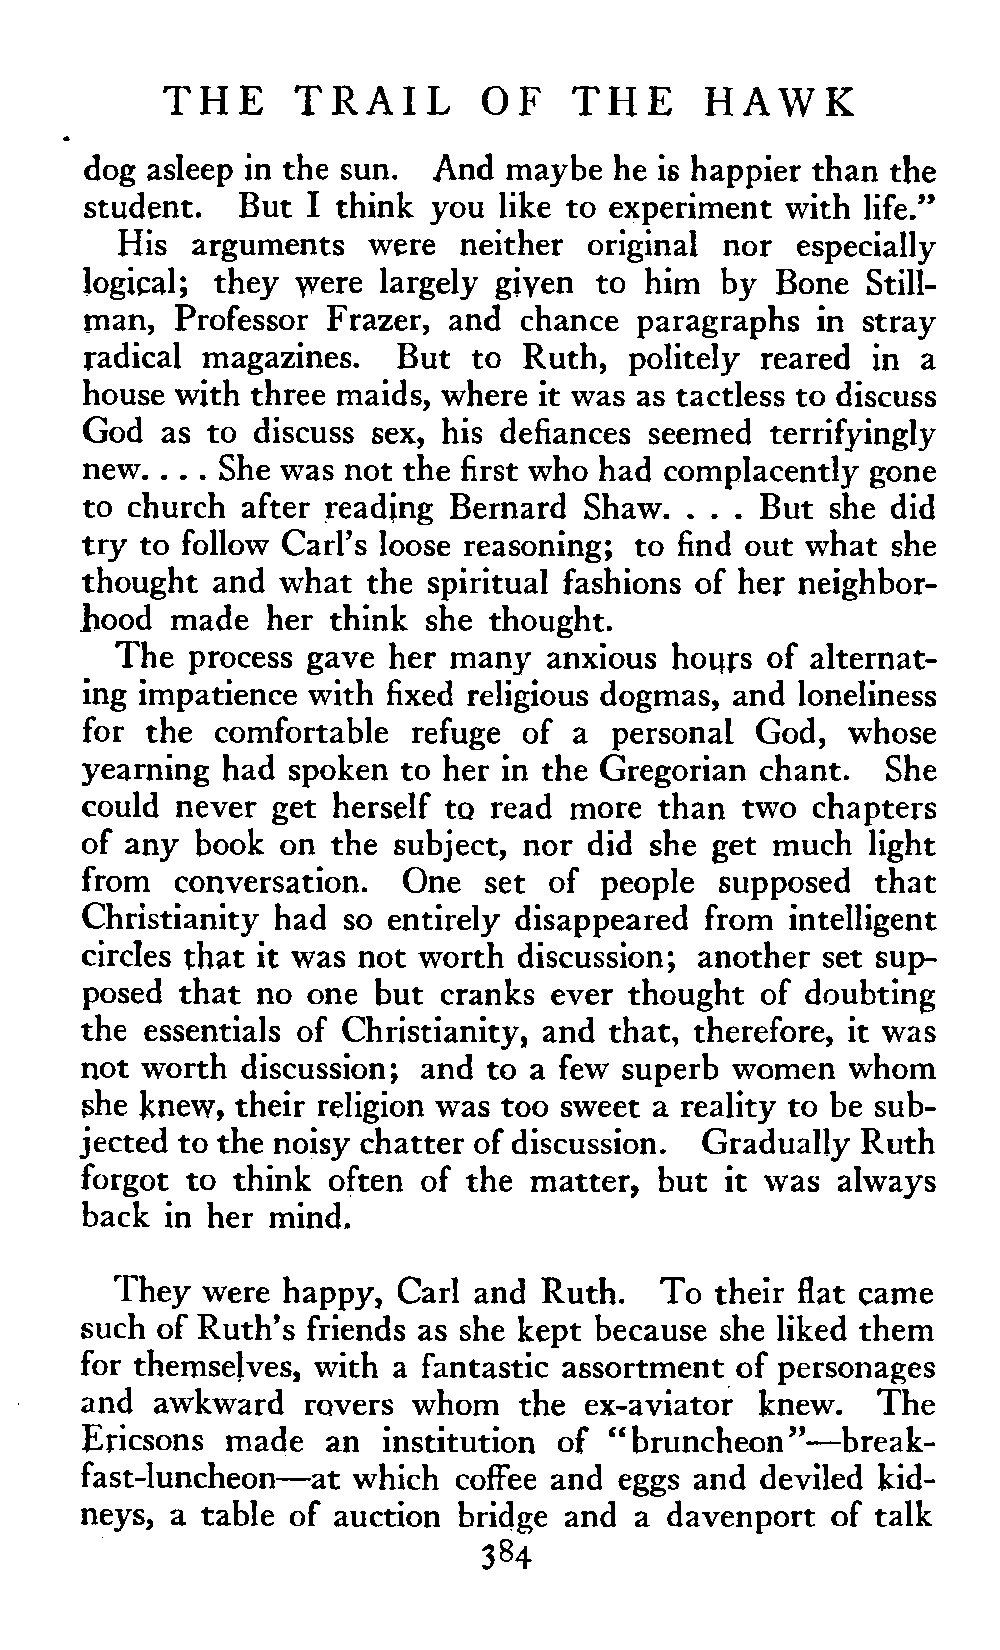 THE TRAIL OF THE HAWK
dog asleep in the sun. And maybe he is happier than the
student. But I think you like to experiment with life.”
His arguments were neither original nor especially
logical; they were largely given to him by Bone Still-
man, Professor Frazer, and chance paragraphs in stray
radical magazines. But to Ruth, politely reared in a
house with three maids, where it was as tactless to discuss
God as to discuss sex, his defiances seemed terrifyingly
new. . . . She was not the first who had complacently gone
to church after reading Bernard Shaw. . . . But she did
try to follow Carl’s loose reasoning; to find out what she
thought and what the spiritual fashions of her neighbor-
hood made her think she thought.
The process gave her many anxious hours of alternat-
ing impatience with fixed religious dogmas, and loneliness
for the comfortable refuge of a personal God, whose
yearning had spoken to her in the Gregorian chant. She
could never get herself to read more than two chapters
of any book on the subject, nor did she get much light
from conversation. One set of people supposed that
Christianity had so entirely disappeared from intelligent
circles that it was not worth discussion; another set sup-
posed that no one but cranks ever thought of doubting
the essentials of Christianity, and that, therefore, it was
not worth discussion; and to a few superb women whom
she knew, their religion was too sweet a reality to be sub-
jected to the noisy chatter of discussion. Gradually Ruth
forgot to think often of the matter, but it was always
back in her mind.
They were happy, Carl and Ruth. To their flat came
such of Ruth’s friends as she kept because she liked them
for themselves, with a fantastic assortment of personages
and awkward rovers whom the ex-aviator knew. The
Ericsons made an institution of “bruncheon”—break-
fast-luncheon—at which coffee and eggs and deviled kid-
neys, a table of auction bridge and a davenport of talk
384